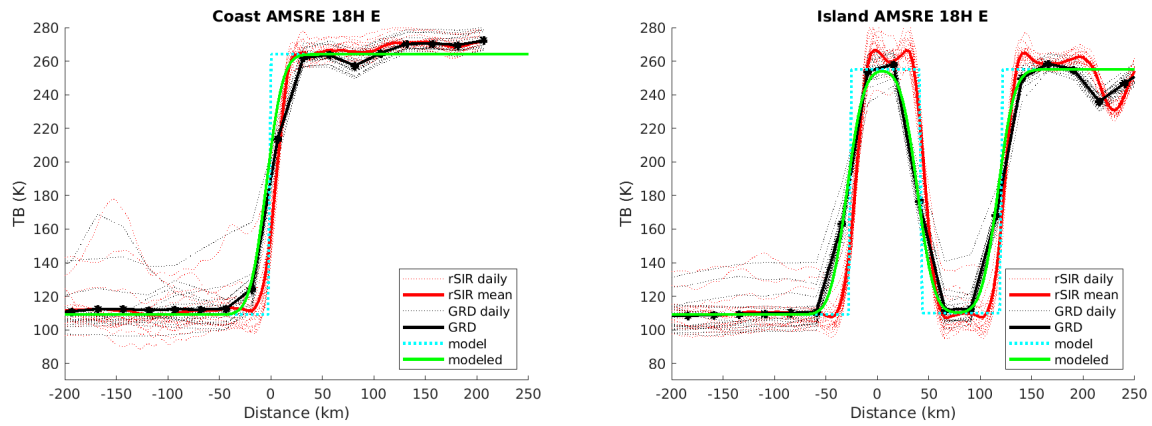 Coast AMSRE 18H E
280
260
240
220
200
180
160
140
120
100
80
TB (K)
-200 -150 -100 -50 0 50 100 150 200 250
Distance (km)
rSIR daily
rSIR mean
GRD daily
GRD
model
modeled
Island AMSRE 18H E
280
260
240
220
200
180
160
140
120
100
80
TB (K)
-200 -150 -100 -50 0 50 100 150 200 250
Distance (km)
rSIR daily
rSIR mean
GRD daily
GRD
model
modeled